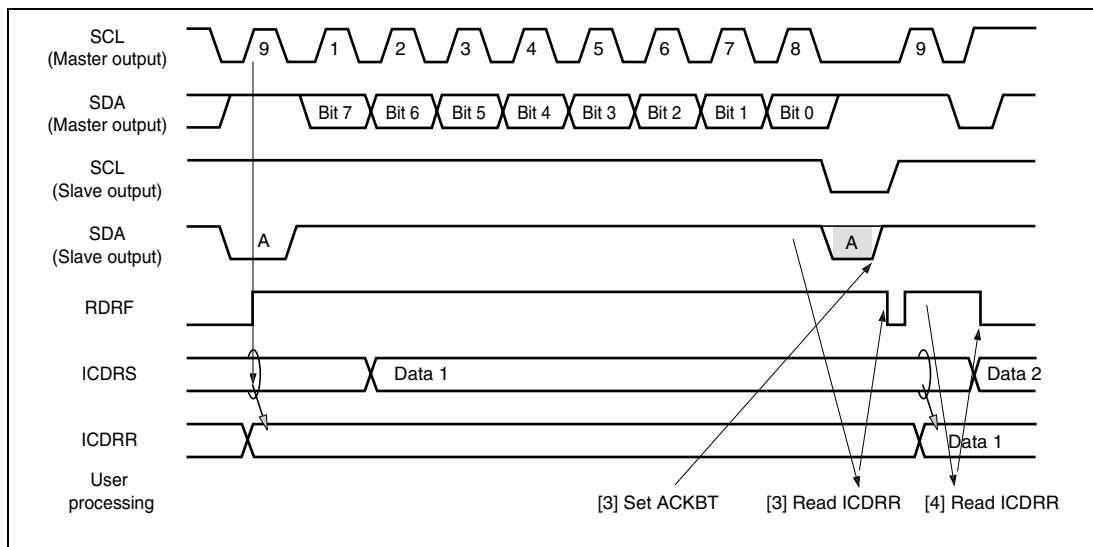 SCL
(Master output)
9 1 2 3 4 5 6 7 8 9
SDA
(Master output)
Bit 7 Bit 6 Bit 5 Bit 4 Bit 3 Bit 2 Bit 1 Bit 0
SCL
(Slave output)
SDA
(Slave output)
A A
RDRF
ICDRS
Data 1 Data 2
ICDRR
Data 1
User
processing
[3] Set ACKBT [3] Read ICDRR [4] Read ICDRR